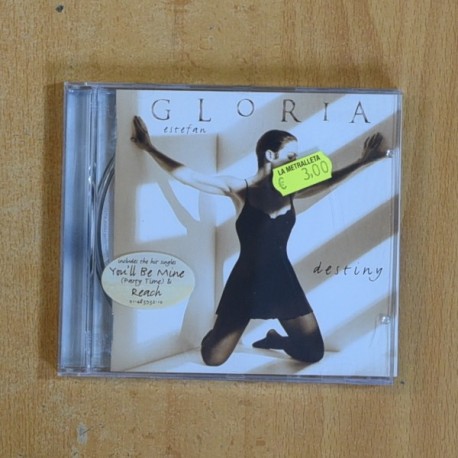 GLORIA
estefan
LA METRALLETA
€ 3,00
destiny
includes the hit singles
You'll Be Mine
(Party Time) &
Reach